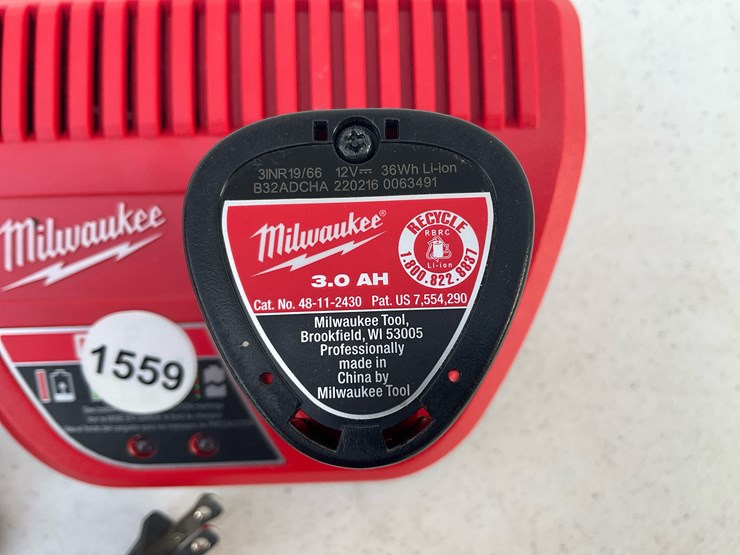 3INR19/66 12V⎓ 36Wh Li-ion
B32ADCHA 220216 0063491
Milwaukee®
3.0 AH
RECYCLE
RBRC
Li-ion
1.800.822.8837
Cat. No. 48-11-2430 Pat. US 7,554,290
Milwaukee Tool,
Brookfield, WI 53005
Professionally
made in
China by
Milwaukee Tool
Milwaukee
1559